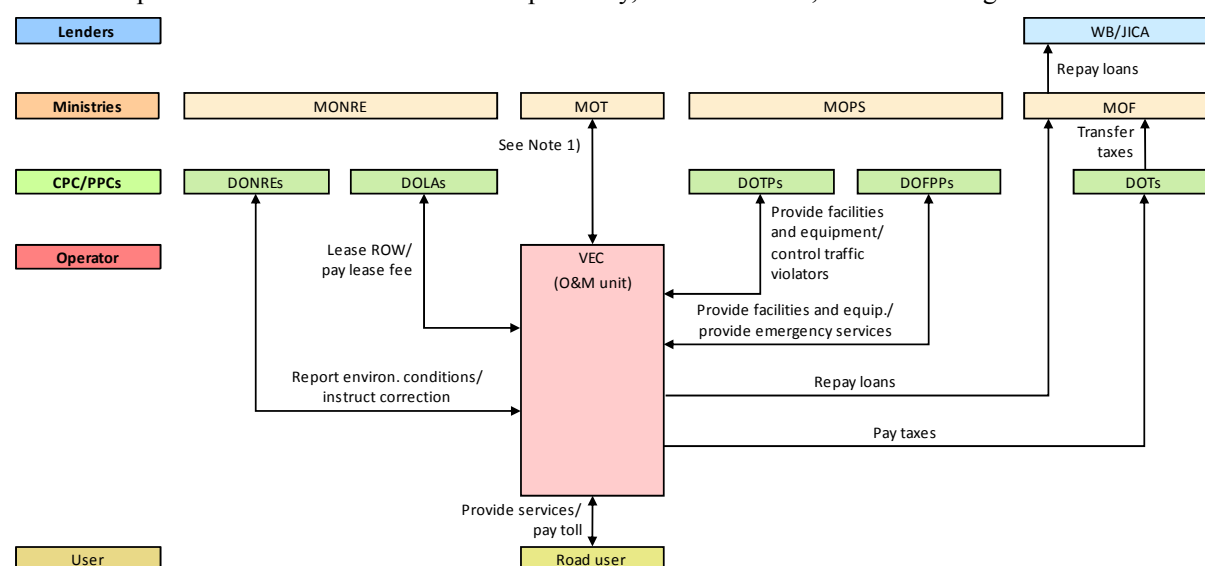 Lenders
WB/JICA
Repay loans
Ministries
MONRE
MOT
MOPS
MOF
See Note 1)
Transfer
taxes
CPC/PPCs
DONREs
DOLAs
DOTPs
DOFPPs
DOTs
Lease ROW/
pay lease fee
Provide facilities
and equipment/
control traffic
violators
Operator
VEC
(O&M unit)
Provide facilities and equip./
provide emergency services
Report environ. conditions/
instruct correction
Repay loans
Pay taxes
Provide services/
pay toll
User
Road user